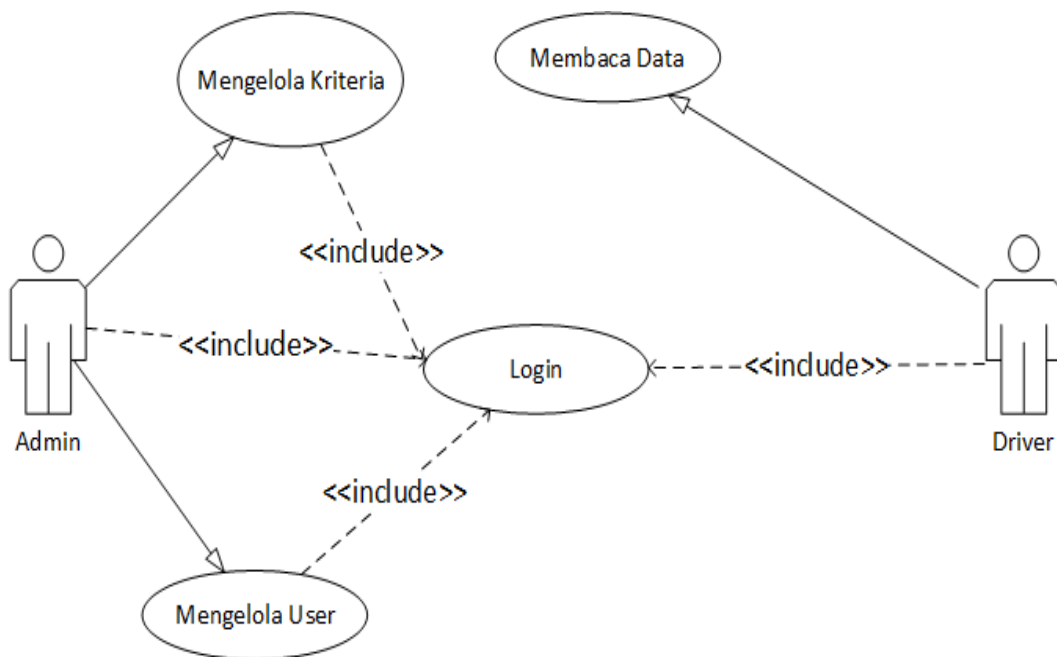 Mengelola Kriteria
Membaca Data
<<include>>
<<include>>
Login
<<include>>
Admin
Driver
<<include>>
Mengelola User